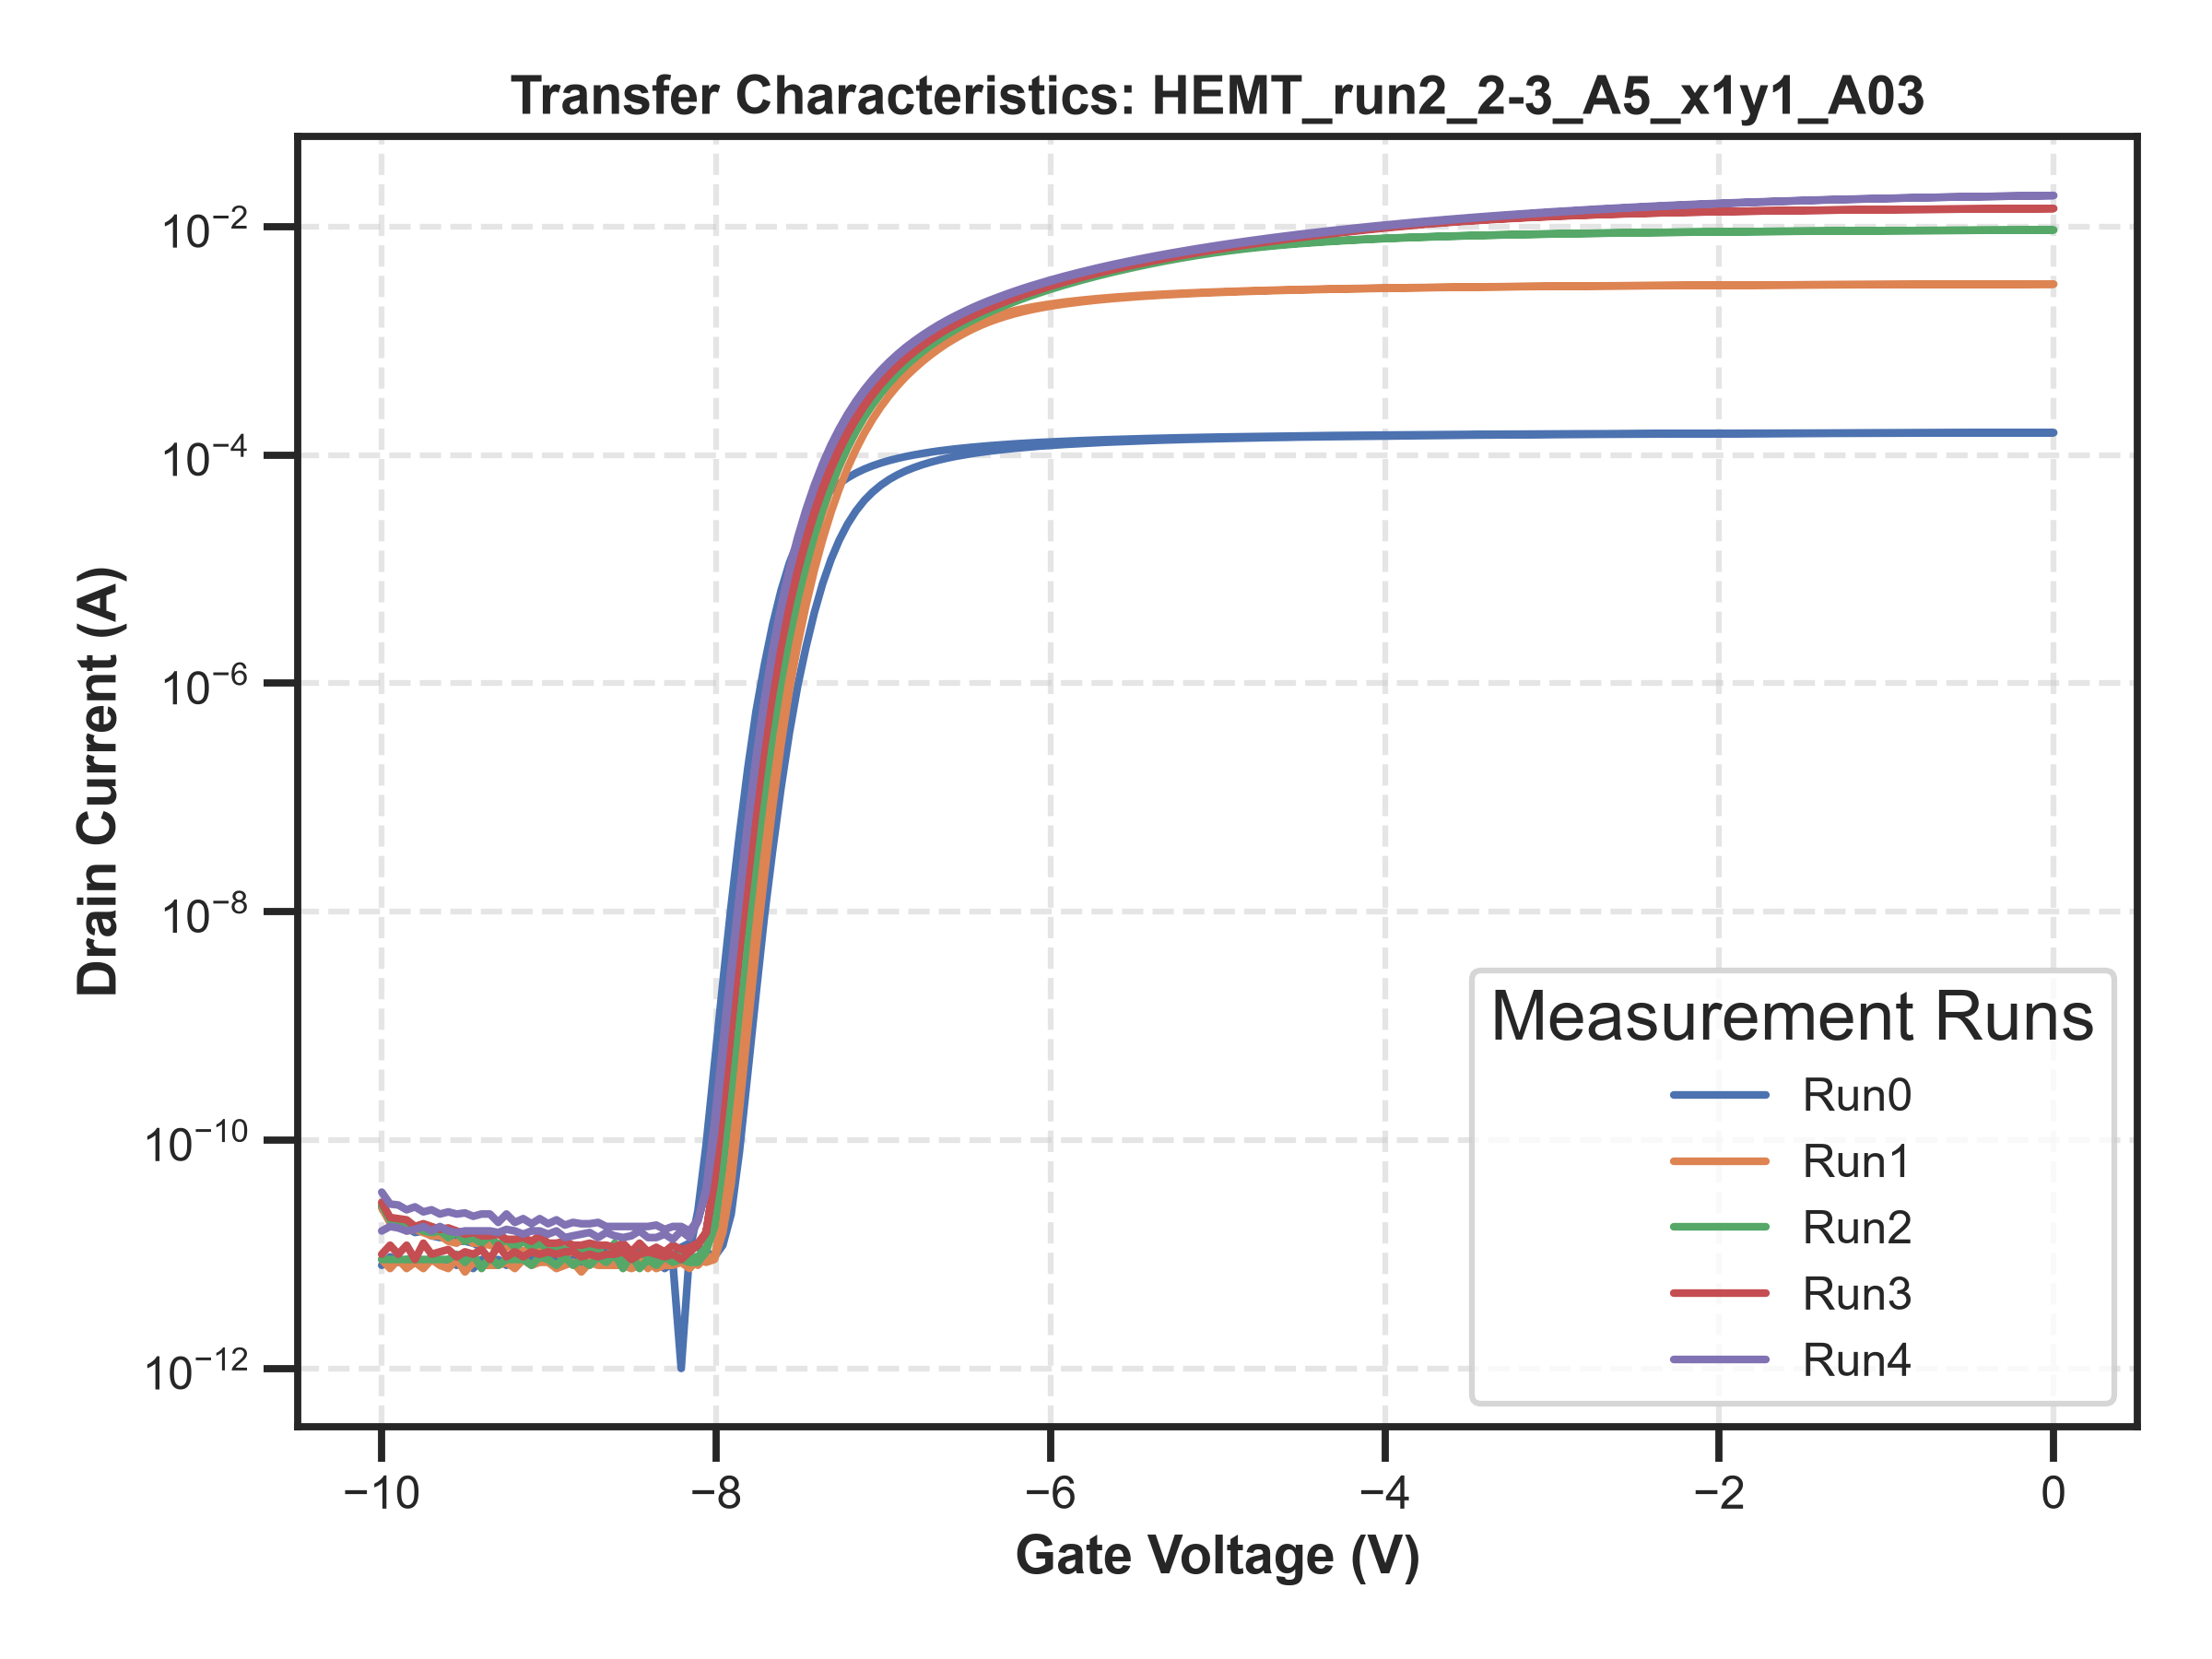 Transfer Characteristics: HEMT_run2_2-3_A5_x1y1_A03
Drain Current (A)
10⁻²
10⁻⁴
10⁻⁶
10⁻⁸
10⁻¹⁰
10⁻¹²
Measurement Runs
Run0
Run1
Run2
Run3
Run4
−10 −8 −6 −4 −2 0
Gate Voltage (V)